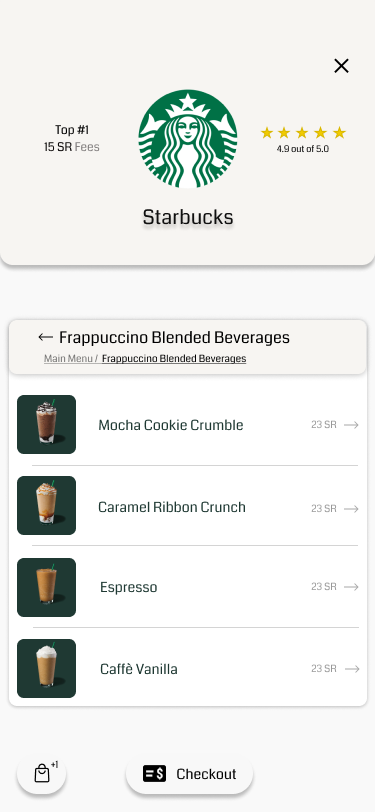 Top #1
15 SR Fees
4.9 out of 5.0
Starbucks
Frappuccino Blended Beverages
Main Menu / Frappuccino Blended Beverages
Mocha Cookie Crumble
23 SR
Caramel Ribbon Crunch
23 SR
Espresso
23 SR
Caffè Vanilla
23 SR
+1
Checkout